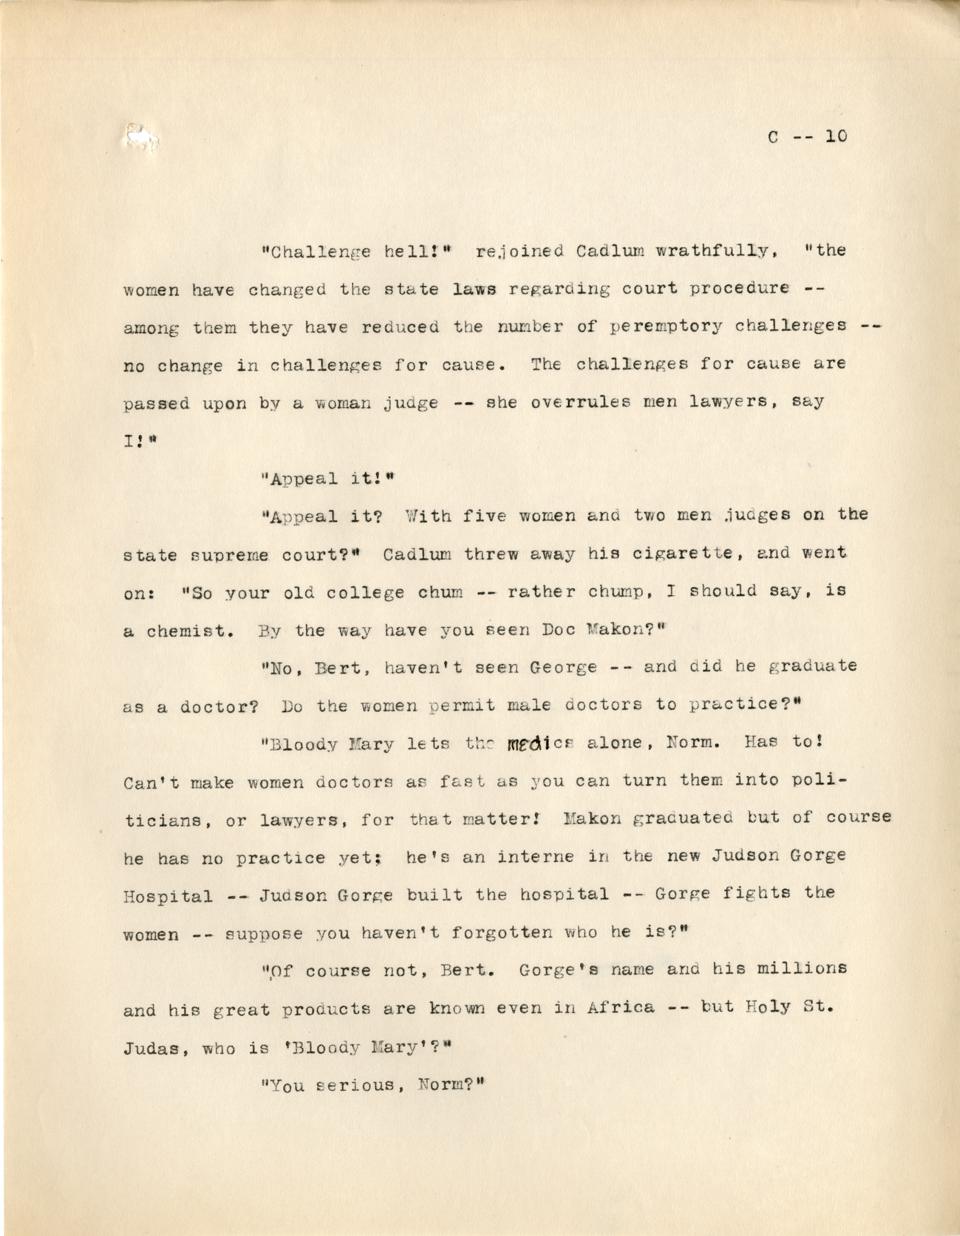 C -- 10
"Challenge hell!" rejoined Cadlum wrathfully, "the
women have changed the state laws regarding court procedure --
among them they have reduced the number of peremptory challenges --
no change in challenges for cause. The challenges for cause are
passed upon by a woman judge -- she overrules men lawyers, say
I!"
"Appeal it!"
"Appeal it? With five women and two men judges on the
state supreme court?" Cadlum threw away his cigarette, and went
on: "So your old college chum -- rather chump, I should say, is
a chemist. By the way have you seen Doc Makon?"
"No, Bert, haven't seen George -- and did he graduate
as a doctor? Do the women permit male doctors to practice?"
"Bloody Mary lets the medics alone, Norm. Has to!
Can't make women doctors as fast as you can turn them into poli-
ticians, or lawyers, for that matter! Makon graduated but of course
he has no practice yet; he's an interne in the new Judson Gorge
Hospital -- Judson Gorge built the hospital -- Gorge fights the
women -- suppose you haven't forgotten who he is?"
"Of course not, Bert. Gorge's name and his millions
and his great products are known even in Africa -- but Holy St.
Judas, who is 'Bloody Mary'?"
"You serious, Norm?"